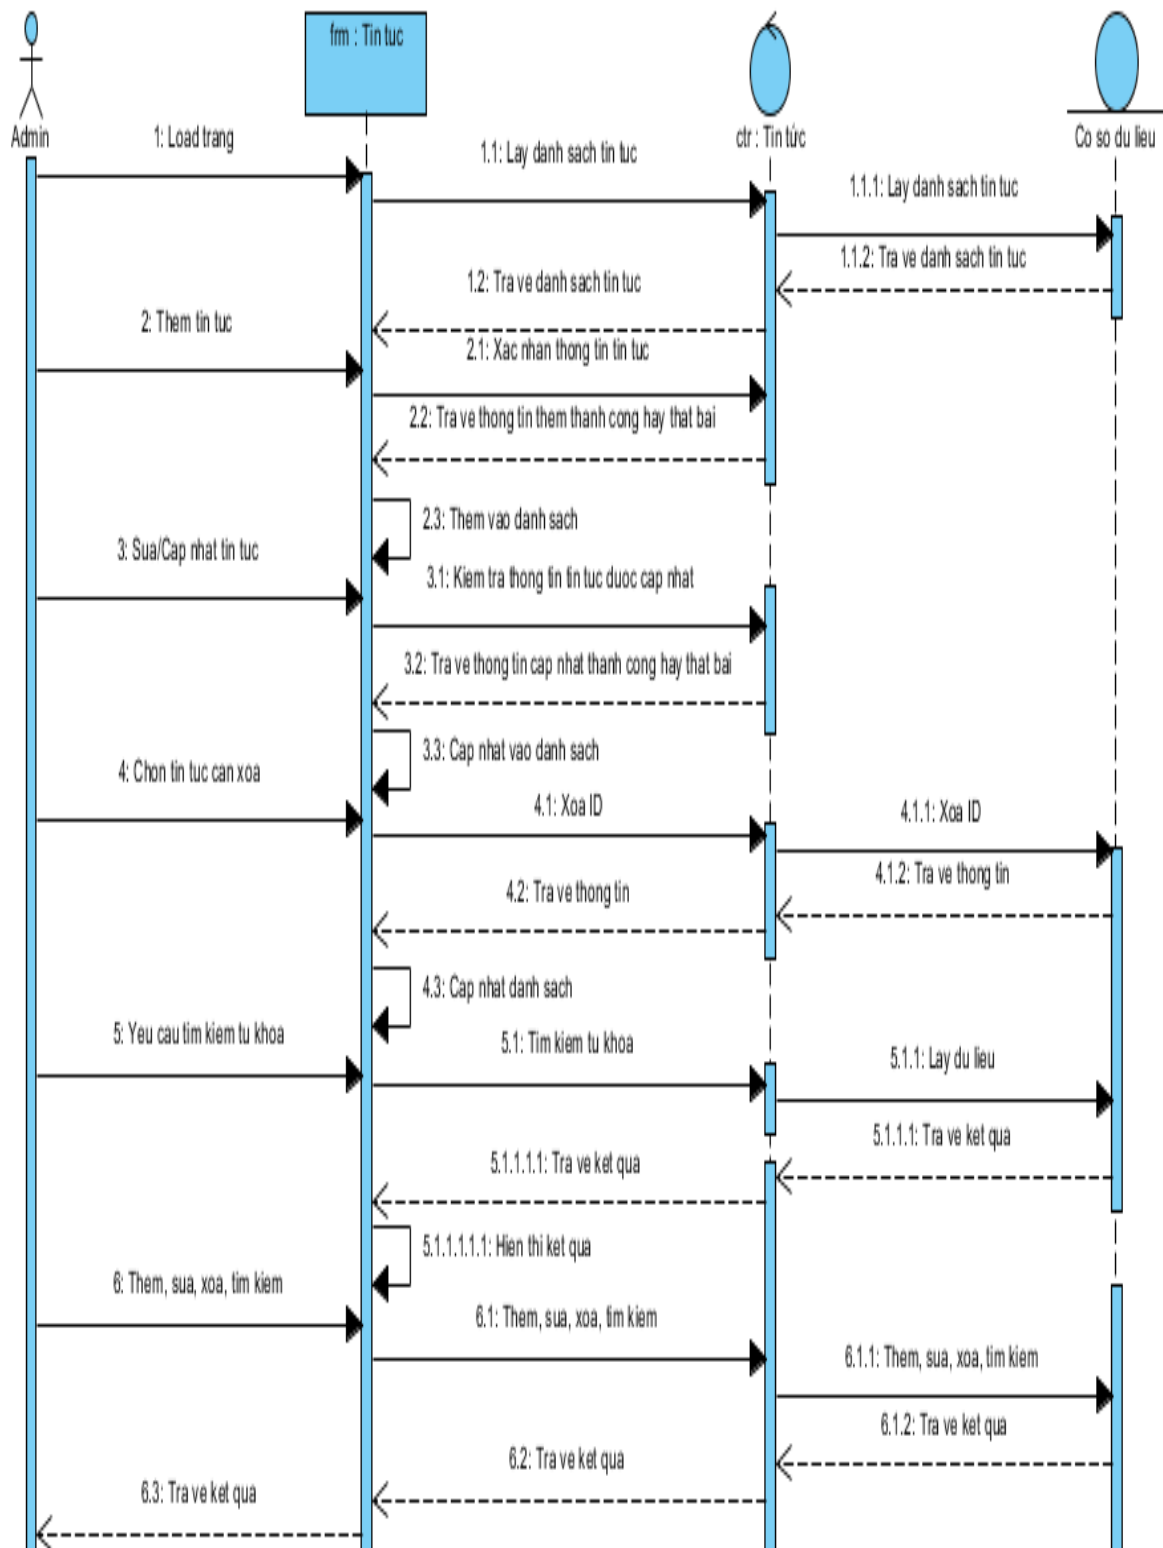 frm : Tin tuc
Admin
ctr : Tin tức
Co so du lieu
1: Load trang
1.1: Lay danh sach tin tuc
1.1.1: Lay danh sach tin tuc
1.1.2: Tra ve danh sach tin tuc
1.2: Tra ve danh sach tin tuc
2: Them tin tuc
2.1: Xac nhan thong tin tin tuc
2.2: Tra ve thong tin them thanh cong hay that bai
2.3: Them vao danh sach
3: Sua/Cap nhat tin tuc
3.1: Kiem tra thong tin tin tuc duoc cap nhat
3.2: Tra ve thong tin cap nhat thanh cong hay that bai
3.3: Cap nhat vao danh sach
4: Chon tin tuc can xoa
4.1: Xoa ID
4.1.1: Xoa ID
4.1.2: Tra ve thong tin
4.2: Tra ve thong tin
4.3: Cap nhat danh sach
5: Yeu cau tim kiem tu khoa
5.1: Tim kiem tu khoa
5.1.1: Lay du lieu
5.1.1.1: Tra ve ket qua
5.1.1.1.1: Tra ve ket qua
5.1.1.1.1.1: Hien thi ket qua
6: Them, sua, xoa, tim kiem
6.1: Them, sua, xoa, tim kiem
6.1.1: Them, sua, xoa, tim kiem
6.1.2: Tra ve ket qua
6.2: Tra ve ket qua
6.3: Tra ve ket qua